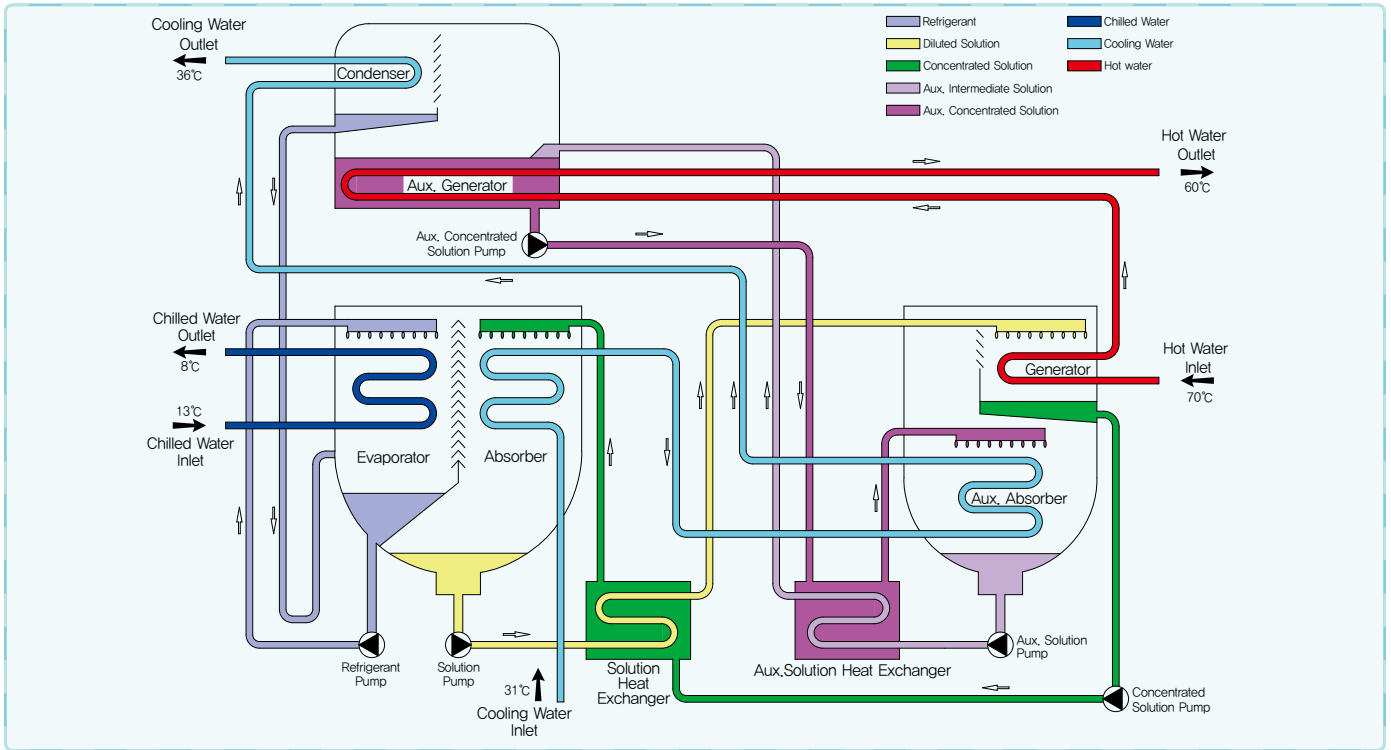 Cooling Water
Outlet
36℃
Condenser
Refrigerant
Diluted Solution
Concentrated Solution
Aux. Intermediate Solution
Aux. Concentrated Solution
Chilled Water
Cooling Water
Hot water
Hot Water
Outlet
60℃
Aux. Generator
Aux. Concentrated
Solution Pump
Chilled Water
Outlet
8℃
13℃
Chilled Water
Inlet
Evaporator
Absorber
Generator
Hot Water
Inlet
70℃
Aux. Absorber
Refrigerant
Pump
Solution
Pump
31℃
Cooling Water
Inlet
Solution
Heat
Exchanger
Aux.Solution Heat Exchanger
Aux. Solution
Pump
Concentrated
Solution Pump